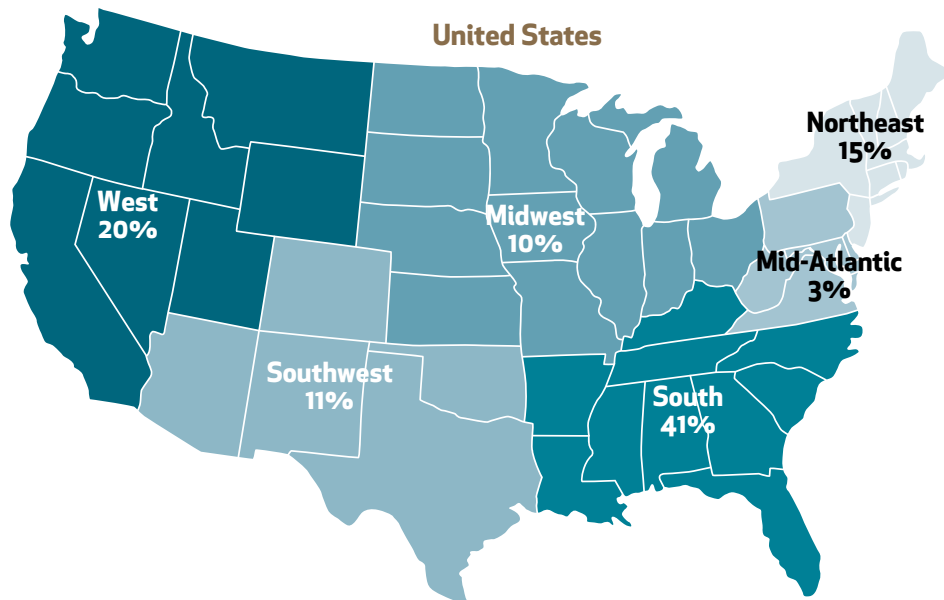 United States
Northeast
15%
West
20%
Midwest
10%
Mid-Atlantic
3%
Southwest
11%
South
41%